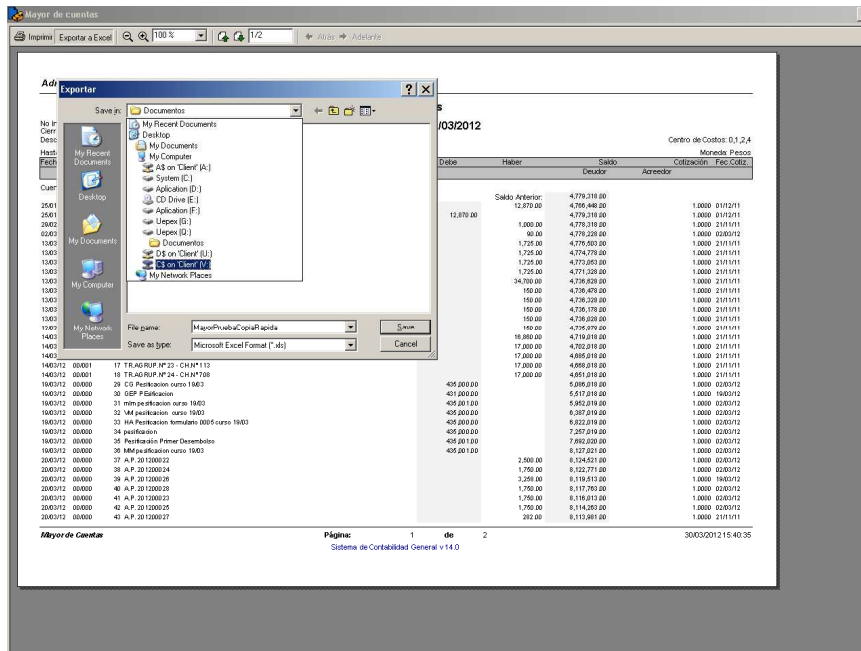 Mayor de cuentas
Imprimir Exportar a Excel 100 % 1/2 Atrás Adelante
Exportar
Save in: Documentos
/03/2012
Centro de Costos: 0,1,2,4
Moneda: Pesos
My Recent Documents
Desktop
My Documents
My Computer
A$ on 'Client' (A:)
System (C:)
Aplication (D:)
CD Drive (E:)
Aplication (F:)
Uepex (G:)
Uepex (Q:)
Documentos
D$ on 'Client' (U:)
C$ on 'Client' (V:)
My Network Places
My Recent Documents
Desktop
My Documents
My Computer
My Network Places
File name: MayorPruebaCopiaRapida Save
Save as type: Microsoft Excel Format (*.xls) Cancel
Debe Haber Saldo Cotización Fec.Cotiz.
Deudor Acreedor
Saldo Anterior: 4,779,318.00
12,870.00 4,766,448.00 1.0000 01/12/11
12,870.00 4,779,318.00 1.0000 01/12/11
1,000.00 4,778,318.00 1.0000 21/11/11
90.00 4,778,228.00 1.0000 02/03/12
1,725.00 4,776,503.00 1.0000 21/11/11
1,725.00 4,774,778.00 1.0000 21/11/11
1,725.00 4,773,053.00 1.0000 21/11/11
1,725.00 4,771,328.00 1.0000 21/11/11
34,700.00 4,736,628.00 1.0000 21/11/11
150.00 4,736,478.00 1.0000 21/11/11
150.00 4,736,328.00 1.0000 21/11/11
150.00 4,736,178.00 1.0000 21/11/11
150.00 4,736,028.00 1.0000 21/11/11
16,860.00 4,719,018.00 1.0000 21/11/11
17,000.00 4,702,018.00 1.0000 21/11/11
17,000.00 4,685,018.00 1.0000 21/11/11
14/03/12 00/001 17 TR.AGRUP.Nº 23 - CH.Nº 113 17,000.00 4,668,018.00 1.0000 21/11/11
14/03/12 00/001 18 TR.AGRUP.Nº 24 - CH.Nº 708 17,000.00 4,651,018.00 1.0000 21/11/11
19/03/12 00/000 29 CG Pesificacion curso 19/03 435,000.00 5,086,018.00 1.0000 02/03/12
19/03/12 00/000 30 GEP PEsificacion 431,000.00 5,517,018.00 1.0000 19/03/12
19/03/12 00/000 31 mlm pesificacion curso 19/03 435,001.00 5,952,019.00 1.0000 02/03/12
19/03/12 00/000 32 VM pesificacion curso 19/03 435,000.00 6,387,019.00 1.0000 02/03/12
19/03/12 00/000 33 HA Pesificacion formulario 0005 curso 19/03 435,000.00 6,822,019.00 1.0000 02/03/12
19/03/12 00/000 34 pesificacion 435,000.00 7,257,019.00 1.0000 02/03/12
19/03/12 00/000 35 Pesificación Primer Desembolso 435,001.00 7,692,020.00 1.0000 02/03/12
19/03/12 00/000 36 MM pesificacion curso 19/03 435,001.00 8,127,021.00 1.0000 02/03/12
20/03/12 00/000 37 A.P. 201200022 2,500.00 8,124,521.00 1.0000 02/03/12
20/03/12 00/000 38 A.P. 201200024 1,750.00 8,122,771.00 1.0000 02/03/12
20/03/12 00/000 39 A.P. 201200026 3,258.00 8,119,513.00 1.0000 19/03/12
20/03/12 00/000 40 A.P. 201200028 1,750.00 8,117,763.00 1.0000 02/03/12
20/03/12 00/000 41 A.P. 201200023 1,750.00 8,116,013.00 1.0000 02/03/12
20/03/12 00/000 42 A.P. 201200025 1,750.00 8,114,263.00 1.0000 02/03/12
20/03/12 00/000 43 A.P. 201200027 282.00 8,113,981.00 1.0000 21/11/11
Mayor de Cuentas Página: 1 de 2 30/03/2012 15:40:35
Sistema de Contabilidad General v14.0